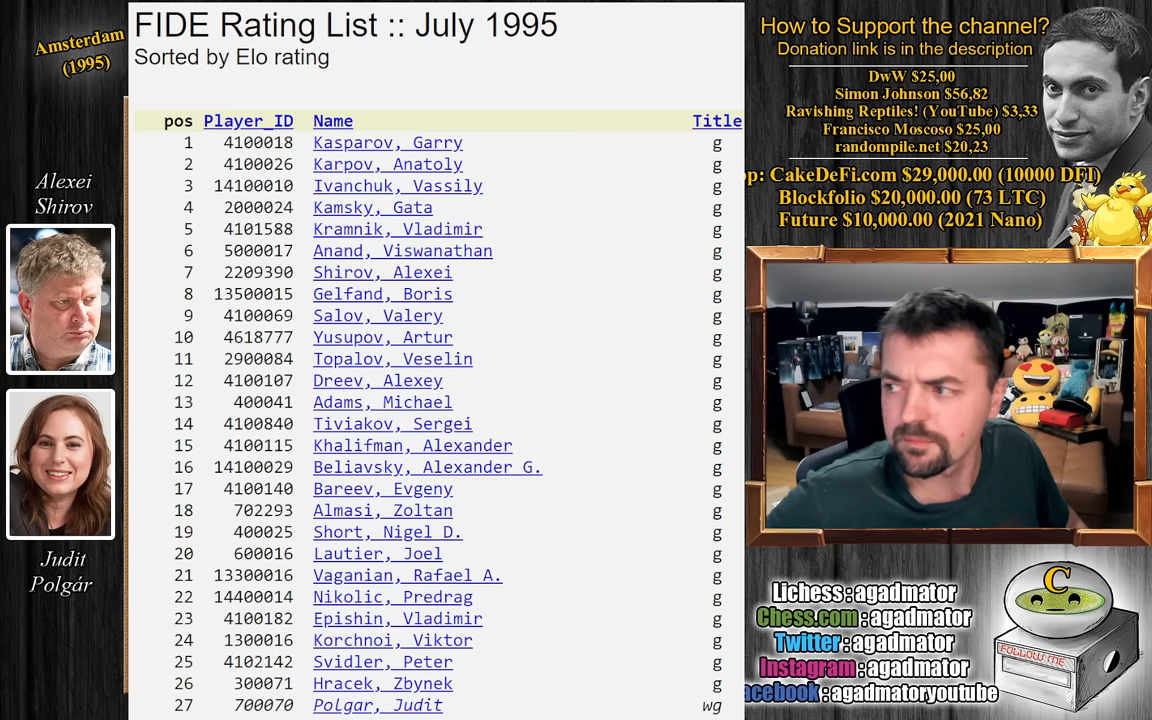 Amsterdam
(1995)
Alexei
Shirov
Judit
Polgár
FIDE Rating List :: July 1995
Sorted by Elo rating
pos Player_ID Name Title
1 4100018 Kasparov, Garry g
2 4100026 Karpov, Anatoly g
3 14100010 Ivanchuk, Vassily g
4 2000024 Kamsky, Gata g
5 4101588 Kramnik, Vladimir g
6 5000017 Anand, Viswanathan g
7 2209390 Shirov, Alexei g
8 13500015 Gelfand, Boris g
9 4100069 Salov, Valery g
10 4618777 Yusupov, Artur g
11 2900084 Topalov, Veselin g
12 4100107 Dreev, Alexey g
13 400041 Adams, Michael g
14 4100840 Tiviakov, Sergei g
15 4100115 Khalifman, Alexander g
16 14100029 Beliavsky, Alexander G. g
17 4100140 Bareev, Evgeny g
18 702293 Almasi, Zoltan g
19 400025 Short, Nigel D. g
20 600016 Lautier, Joel g
21 13300016 Vaganian, Rafael A. g
22 14400014 Nikolic, Predrag g
23 4100182 Epishin, Vladimir g
24 1300016 Korchnoi, Viktor g
25 4102142 Svidler, Peter g
26 300071 Hracek, Zbynek g
27 700070 Polgar, Judit wg
How to Support the channel?
Donation link is in the description
DwW $25,00
Simon Johnson $56,82
Ravishing Reptiles! (YouTube) $3,33
Francisco Moscoso $25,00
randompile.net $20,23
op: CakeDeFi.com $29,000.00 (10000 DFI)
Blockfolio $20,000.00 (73 LTC)
Future $10,000.00 (2021 Nano)
Lichess:agadmator
Chess.com:agadmator
Twitter:agadmator
Instagram:agadmator
acebook:agadmatoryoutube
C
FOLLOW ME